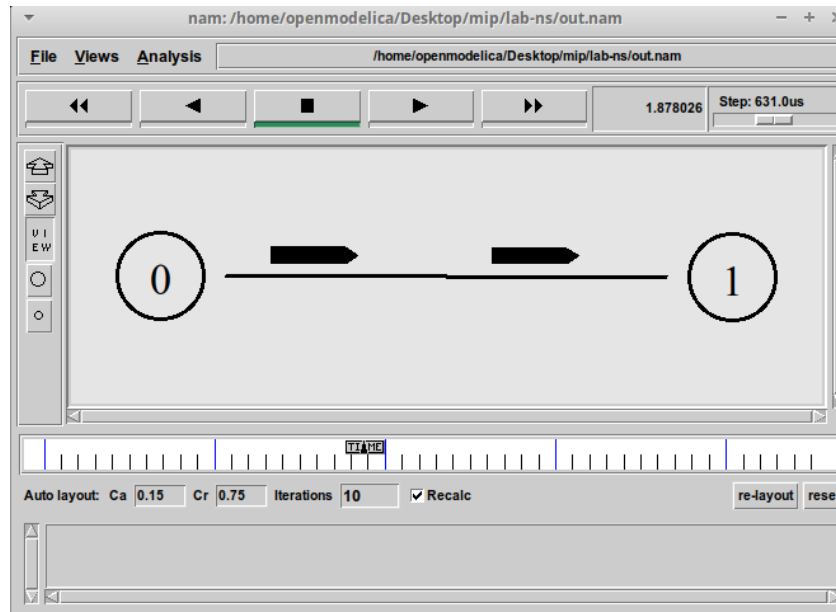 nam: /home/openmodelica/Desktop/mip/lab-ns/out.nam
File Views Analysis /home/openmodelica/Desktop/mip/lab-ns/out.nam
1.878026 Step: 631.0us
V I
E W
0 1
TIME
Auto layout: Ca 0.15 Cr 0.75 Iterations 10 Recalc re-layout rese